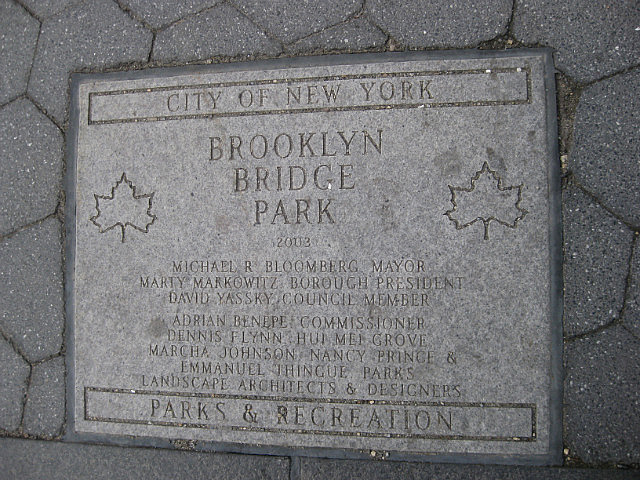 CITY OF NEW YORK
BROOKLYN
BRIDGE
PARK
2003
MICHAEL R. BLOOMBERG, MAYOR
MARTY MARKOWITZ, BOROUGH PRESIDENT
DAVID YASSKY, COUNCIL MEMBER
ADRIAN BENEPE, COMMISSIONER
DENNIS FLYNN, HUI MEI GROVE
MARCHA JOHNSON, NANCY PRINCE &
EMMANUEL THINGUE, PARKS
LANDSCAPE ARCHITECTS & DESIGNERS
PARKS & RECREATION